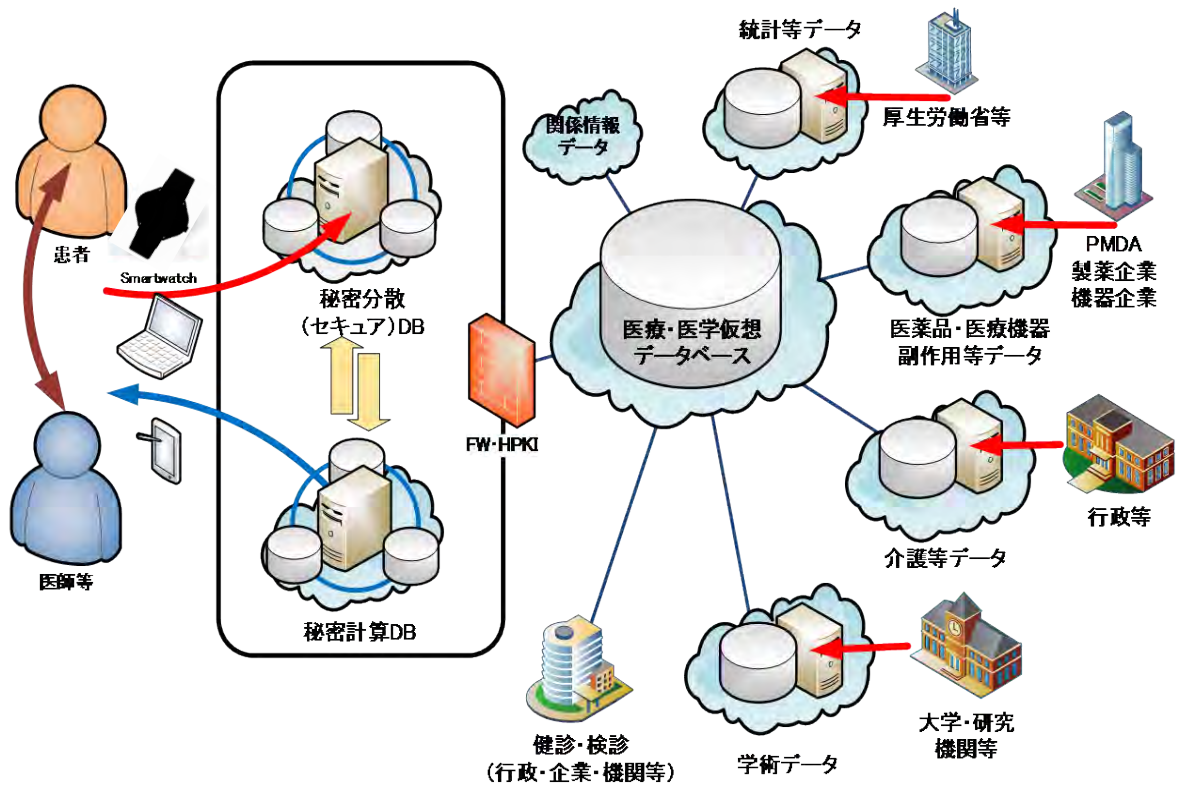 患者
Smartwatch
医師等
秘密分散
(セキュア)DB
秘密計算DB
FW・HPKI
関係情報
データ
医療・医学仮想
データベース
統計等データ
厚生労働省等
PMDA
製薬企業
機器企業
医薬品・医療機器
副作用等データ
行政等
介護等データ
大学・研究
機関等
学術データ
健診・検診
(行政・企業・機関等)